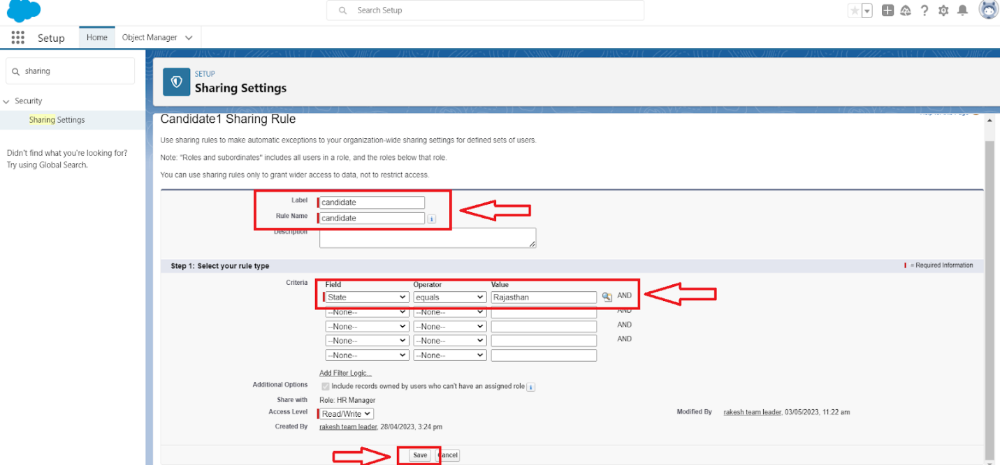 Search Setup
Setup
Home
Object Manager
sharing
Security
Sharing Settings
Didn't find what you're looking for?
Try using Global Search.
SETUP
Sharing Settings
Candidate1 Sharing Rule
Use sharing rules to make automatic exceptions to your organization-wide sharing settings for defined sets of users.
Note: "Roles and subordinates" includes all users in a role, and the roles below that role.
You can use sharing rules only to grant wider access to data, not to restrict access.
Label candidate
Rule Name candidate
Description
Step 1: Select your rule type
= Required Information
Criteria Field Operator Value
State equals Rajasthan AND
--None-- --None-- AND
--None-- --None-- AND
--None-- --None-- AND
--None-- --None--
Add Filter Logic...
Additional Options Include records owned by users who can't have an assigned role
Share with Role: HR Manager
Access Level Read/Write Modified By rakesh team leader, 03/05/2023, 11:22 am
Created By rakesh team leader, 28/04/2023, 3:24 pm
Save